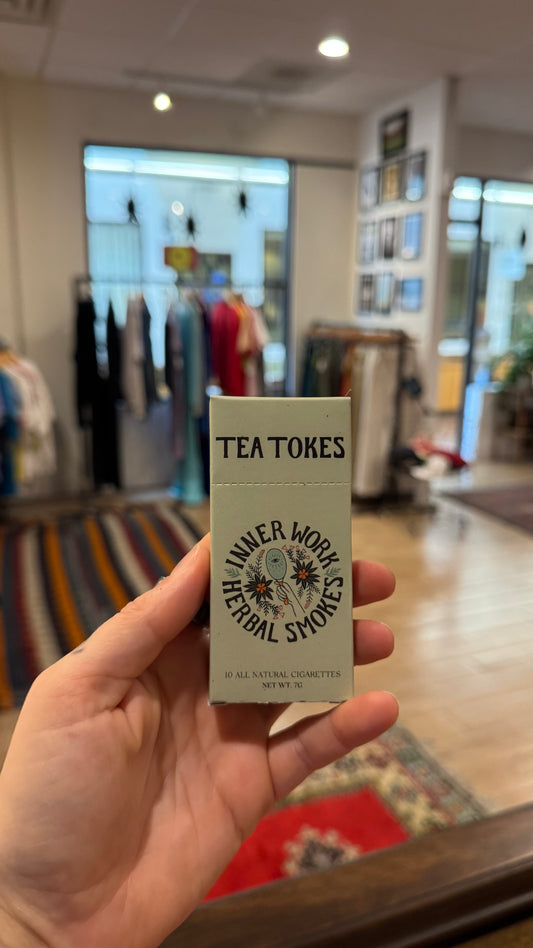 TEA TOKES
INNER WORK
HERBAL SMOKES
10 ALL NATURAL CIGARETTES
NET WT. 7G